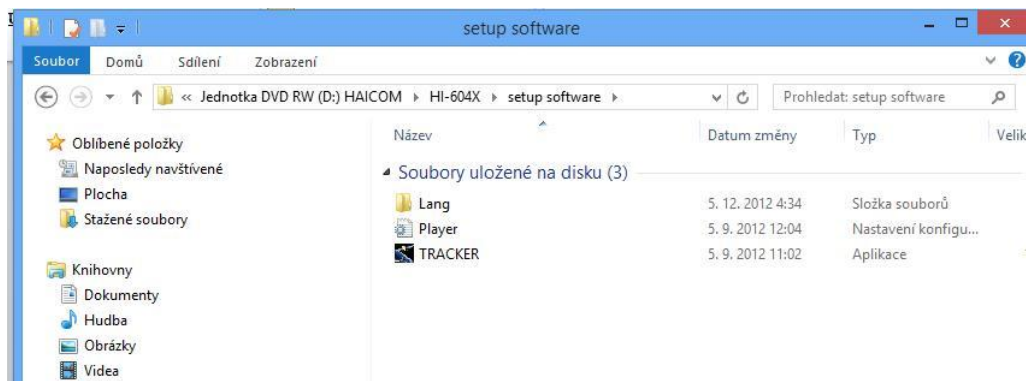 setup software
Soubor Domů Sdílení Zobrazení
« Jednotka DVD RW (D:) HAICOM HI-604X setup software
Prohledat: setup software
Oblíbené položky
Naposledy navštívené
Plocha
Stažené soubory
Knihovny
Dokumenty
Hudba
Obrázky
Videa
Název Datum změny Typ Velik
Soubory uložené na disku (3)
Lang 5. 12. 2012 4:34 Složka souborů
Player 5. 9. 2012 12:04 Nastavení konfigu...
TRACKER 5. 9. 2012 11:02 Aplikace